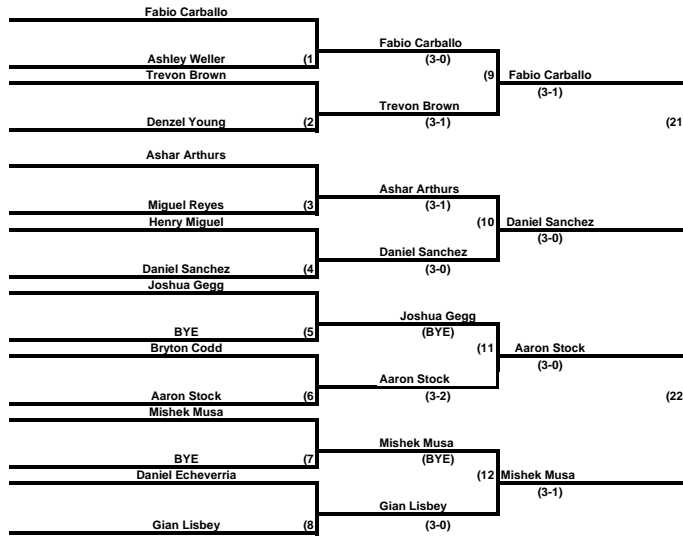 Fabio Carballo
Fabio Carballo
Ashley Weller (1
(3-0)
Trevon Brown
(9 Fabio Carballo
(3-1)
Trevon Brown
Denzel Young (2
(3-1)
(21
Ashar Arthurs
Ashar Arthurs
Miguel Reyes (3
(3-1)
Henry Miguel
(10 Daniel Sanchez
(3-0)
Daniel Sanchez
Daniel Sanchez (4
(3-0)
Joshua Gegg
Joshua Gegg
BYE (5
(BYE)
Bryton Codd
(11 Aaron Stock
(3-0)
Aaron Stock
Aaron Stock (6
(3-2)
(22
Mishek Musa
Mishek Musa
BYE (7
(BYE)
Daniel Echeverria
(12 Mishek Musa
(3-1)
Gian Lisbey
Gian Lisbey (8
(3-0)